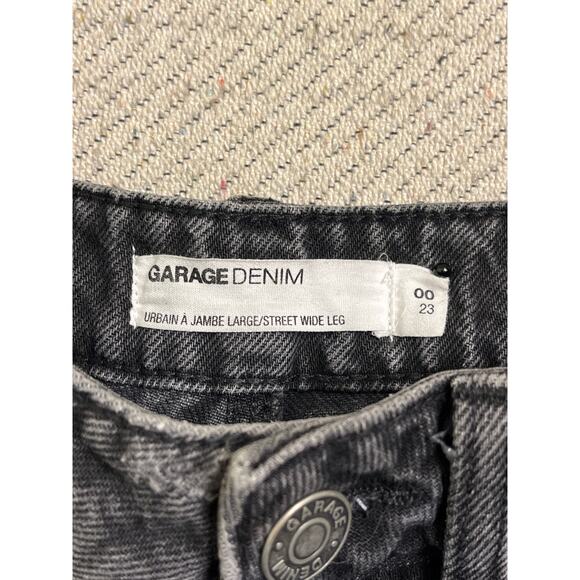 GARAGE DENIM
URBAIN À JAMBE LARGE/STREET WIDE LEG
00
23
GARAGE
DENIM